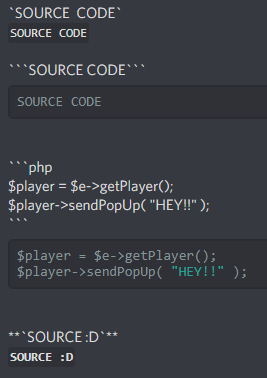 `SOURCE CODE`
SOURCE CODE
```SOURCE CODE```
SOURCE CODE
```php
$player = $e->getPlayer();
$player->sendPopUp( "HEY!!" );
```
$player = $e->getPlayer();
$player->sendPopUp( "HEY!!" );
**`SOURCE :D`**
SOURCE :D